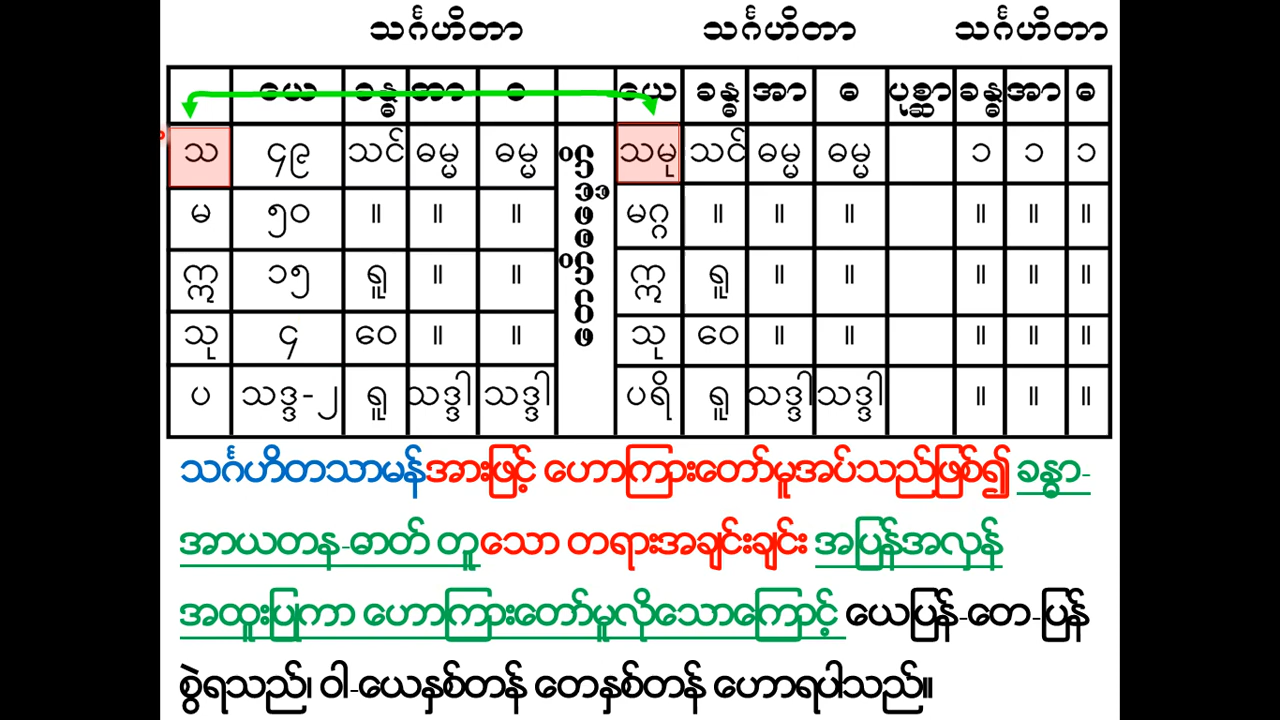 သင်္ဂဟိတာ သင်္ဂဟိတာ သင်္ဂဟိတာ
ယေ ခန္ဓ အာ ဓ ယေ ခန္ဓ အာ ဓ ပုစ္ဆာ ခန္ဓ အာ ဓ
သ ၄၉ သင် ဓမ္မ ဓမ္မ သမု သင် ဓမ္မ ဓမ္မ ၁ ၁ ၁
မ ၅၀ ။ ။ ။ မဂ္ဂ ။ ။ ။ ။ ။ ။
ဣ ၁၅ ရူ ။ ။ ဣ ရူ ။ ။ ။ ။ ။
သု ၄ ဝေ ။ ။ သု ဝေ ။ ။ ။ ။ ။
ပ သဒ္ဒ-၂ ရူ သဒ္ဒါ သဒ္ဒါ ပရိ ရူ သဒ္ဒါ သဒ္ဒါ ။ ။ ။
သင်္ဂဟိတသာမန်အားဖြင့် ဟောကြားတော်မူအပ်သည်ဖြစ်၍ ခန္ဓာ-
အာယတန-ဓာတ် တူသော တရားအချင်းချင်း အပြန်အလှန်
အထူးပြုကာ ဟောကြားတော်မူလိုသောကြောင့် ယေပြန်-တေ-ပြန်
စွဲရသည်၊ ဝါ-ယေနှစ်တန် တေနှစ်တန် ဟောရပါသည်။